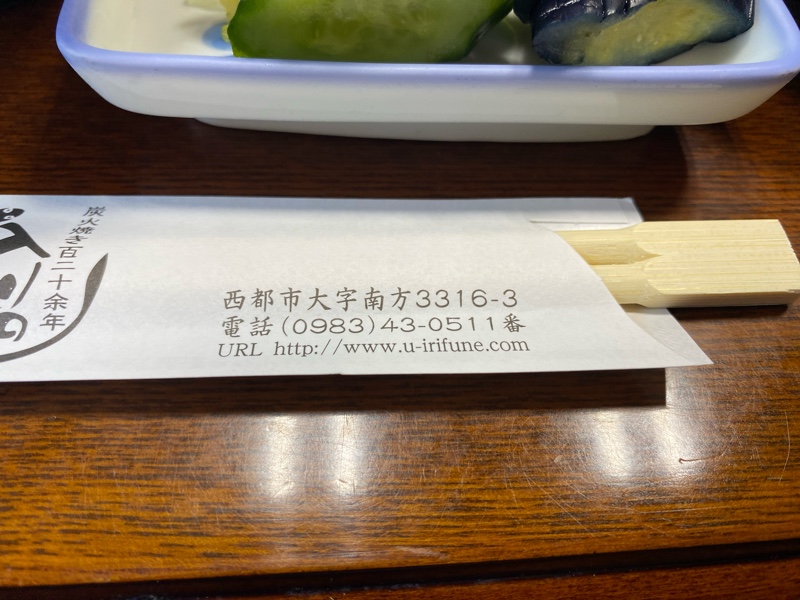 炭火焼き百二十余年
西都市大字南方3316-3
電話(0983)43-0511番
URL http://www.u-irifune.com